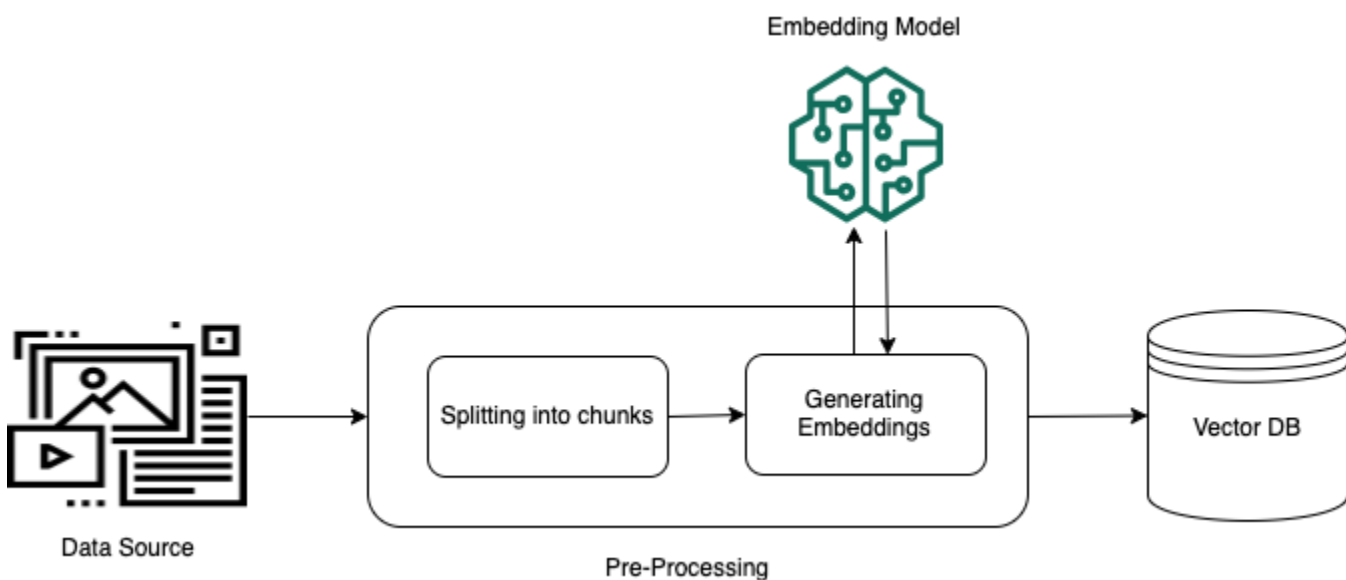 Embedding Model
Splitting into chunks
Generating
Embeddings
Vector DB
Data Source
Pre-Processing